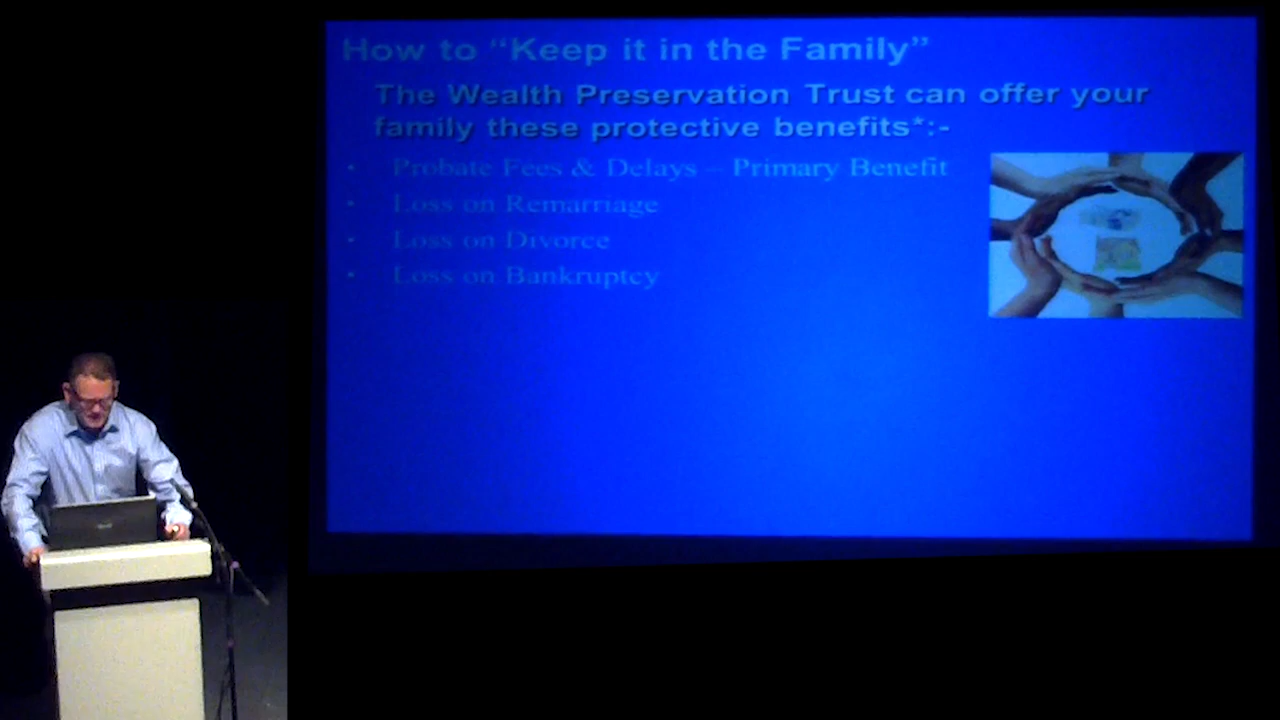 How to “Keep it in the Family”
The Wealth Preservation Trust can offer your
family these protective benefits*:-
• Probate Fees & Delays – Primary Benefit
• Loss on Remarriage
• Loss on Divorce
• Loss on Bankruptcy